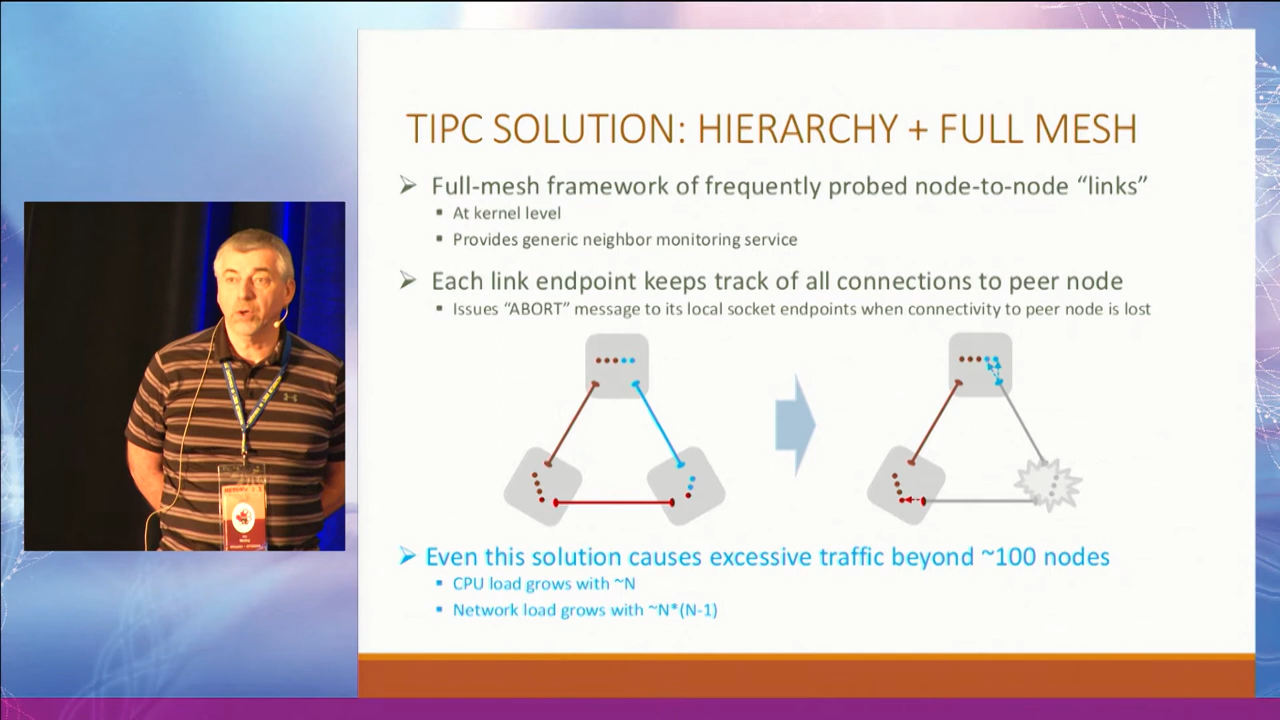 TIPC SOLUTION: HIERARCHY + FULL MESH
Full-mesh framework of frequently probed node-to-node “links”
At kernel level
Provides generic neighbor monitoring service
Each link endpoint keeps track of all connections to peer node
Issues “ABORT” message to its local socket endpoints when connectivity to peer node is lost
Even this solution causes excessive traffic beyond ~100 nodes
CPU load grows with ~N
Network load grows with ~N*(N-1)